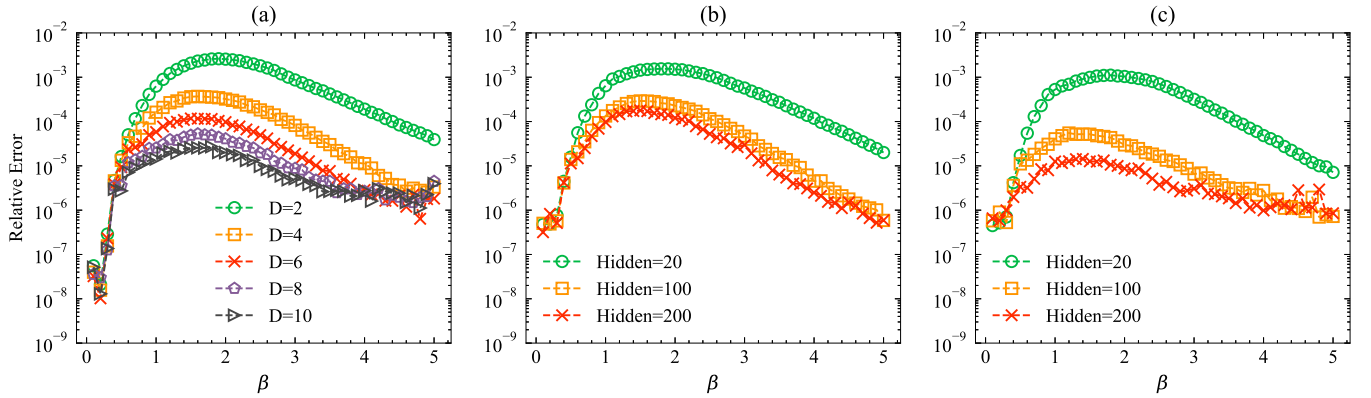 (a)
(b)
(c)
Relative Error
10⁻²
10⁻³
10⁻⁴
10⁻⁵
10⁻⁶
10⁻⁷
10⁻⁸
10⁻⁹
D=2
D=4
D=6
D=8
D=10
0 1 2 3 4 5
β
10⁻²
10⁻³
10⁻⁴
10⁻⁵
10⁻⁶
10⁻⁷
10⁻⁸
10⁻⁹
Hidden=20
Hidden=100
Hidden=200
0 1 2 3 4 5
β
10⁻²
10⁻³
10⁻⁴
10⁻⁵
10⁻⁶
10⁻⁷
10⁻⁸
10⁻⁹
Hidden=20
Hidden=100
Hidden=200
0 1 2 3 4 5
β